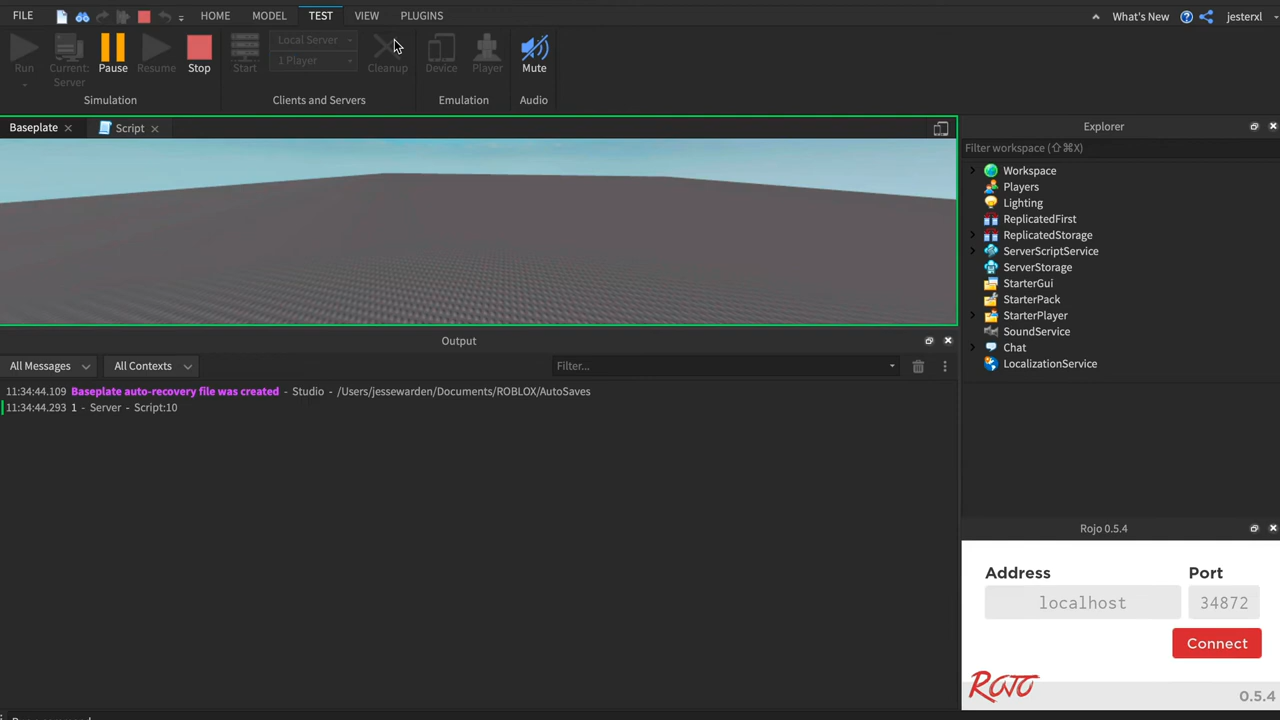 FILE HOME MODEL TEST VIEW PLUGINS What's New jesterxl
Run Current: Server Pause Resume Stop Start Local Server 1 Player Cleanup Device Player Mute
Simulation Clients and Servers Emulation Audio
Baseplate Script
Explorer
Filter workspace (⇧⌘X)
Workspace
Players
Lighting
ReplicatedFirst
ReplicatedStorage
ServerScriptService
ServerStorage
StarterGui
StarterPack
StarterPlayer
SoundService
Chat
LocalizationService
Output
All Messages All Contexts Filter...
11:34:44.109 Baseplate auto-recovery file was created - Studio - /Users/jessewarden/Documents/ROBLOX/AutoSaves
11:34:44.293 1 - Server - Script:10
Rojo 0.5.4
Address Port
localhost 34872
Connect
ROJO 0.5.4